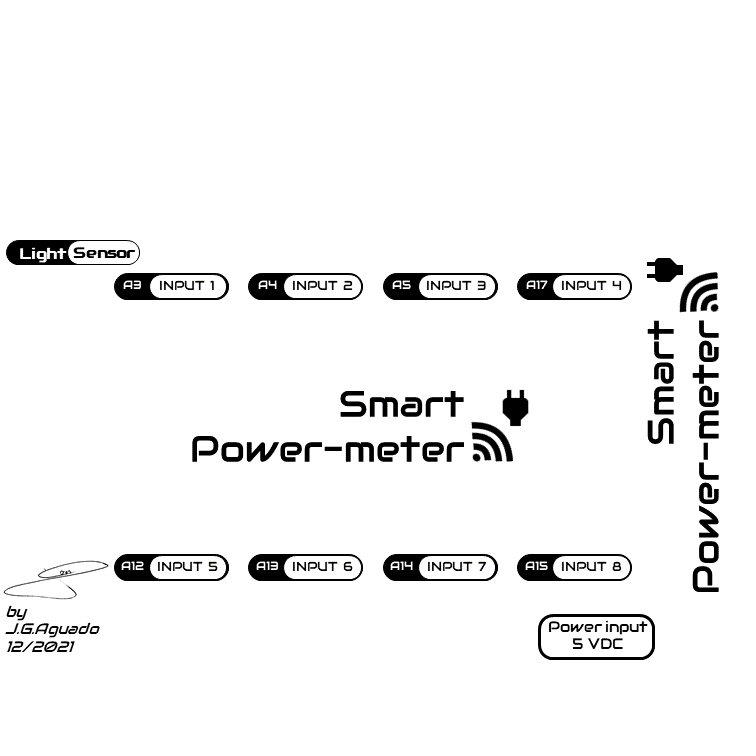 Light Sensor
A3 INPUT 1
A4 INPUT 2
A5 INPUT 3
A17 INPUT 4
Smart
Power-meter
Smart
Power-meter
A12 INPUT 5
A13 INPUT 6
A14 INPUT 7
A15 INPUT 8
by
J.G.Aguado
12/2021
Power input
5 VDC